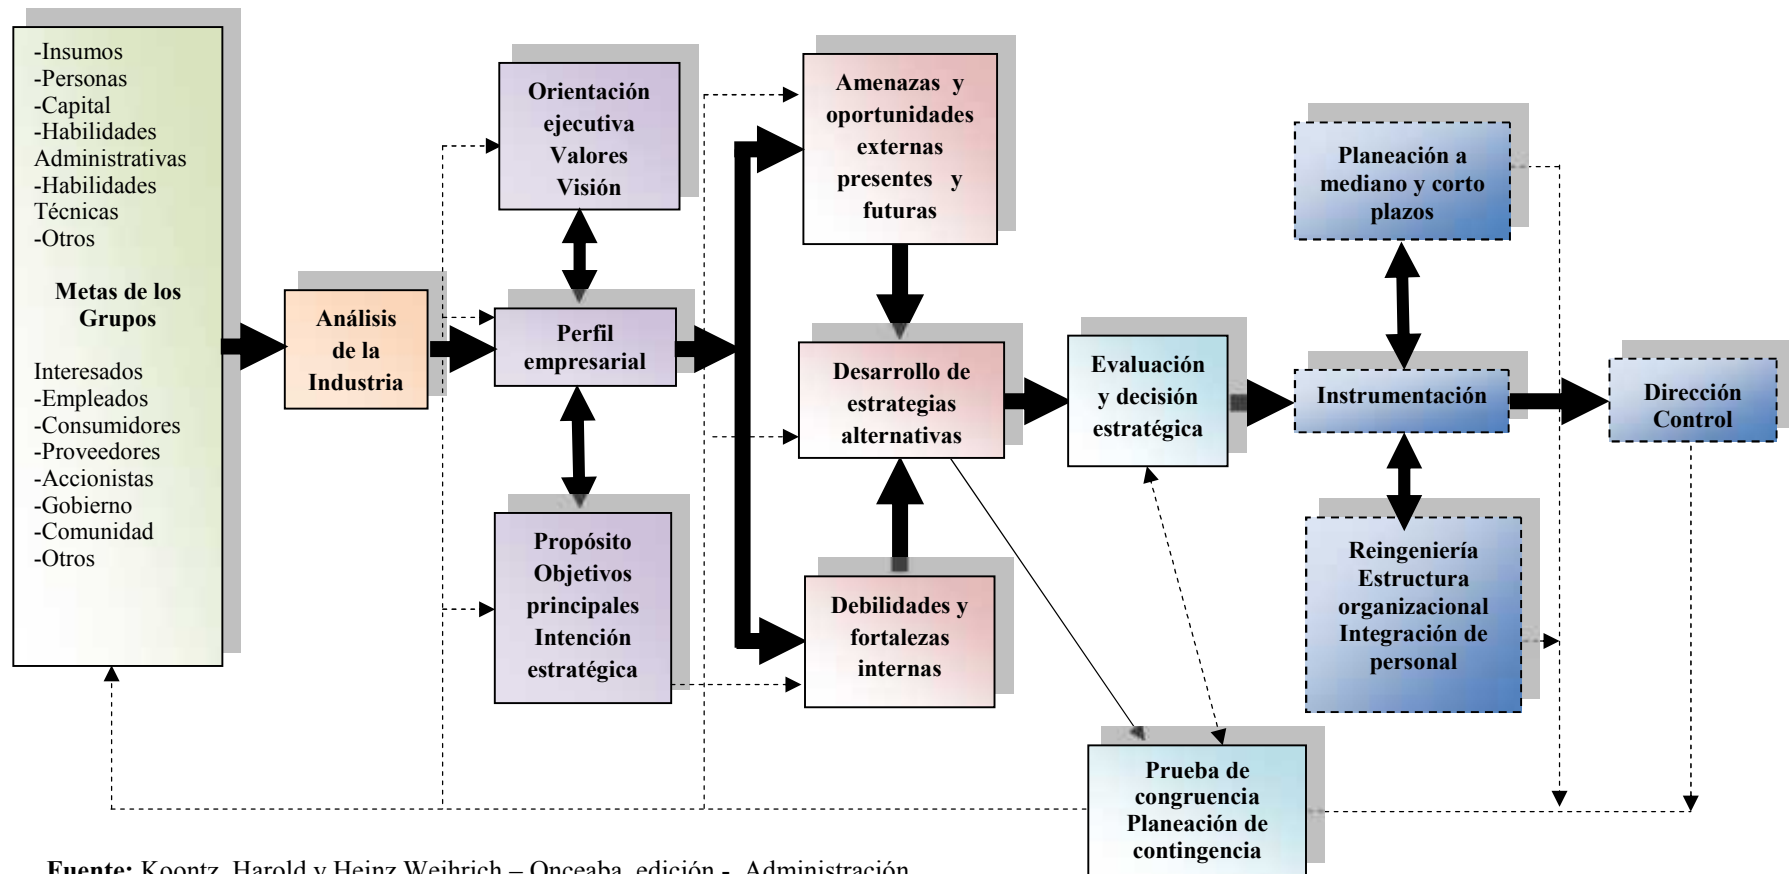 -Insumos
-Personas
-Capital
-Habilidades
Administrativas
-Habilidades
Técnicas
-Otros
Metas de los
Grupos
Interesados
-Empleados
-Consumidores
-Proveedores
-Accionistas
-Gobierno
-Comunidad
-Otros
Análisis
de la
Industria
Orientación
ejecutiva
Valores
Visión
Perfil
empresarial
Propósito
Objetivos
principales
Intención
estratégica
Amenazas y
oportunidades
externas
presentes y
futuras
Desarrollo de
estrategias
alternativas
Debilidades y
fortalezas
internas
Evaluación
y decisión
estratégica
Prueba de
congruencia
Planeación de
contingencia
Planeación a
mediano y corto
plazos
Instrumentación
Reingeniería
Estructura
organizacional
Integración de
personal
Dirección
Control
Fuente: Koontz, Harold y Heinz Weihrich – Onceaba edición - Administración